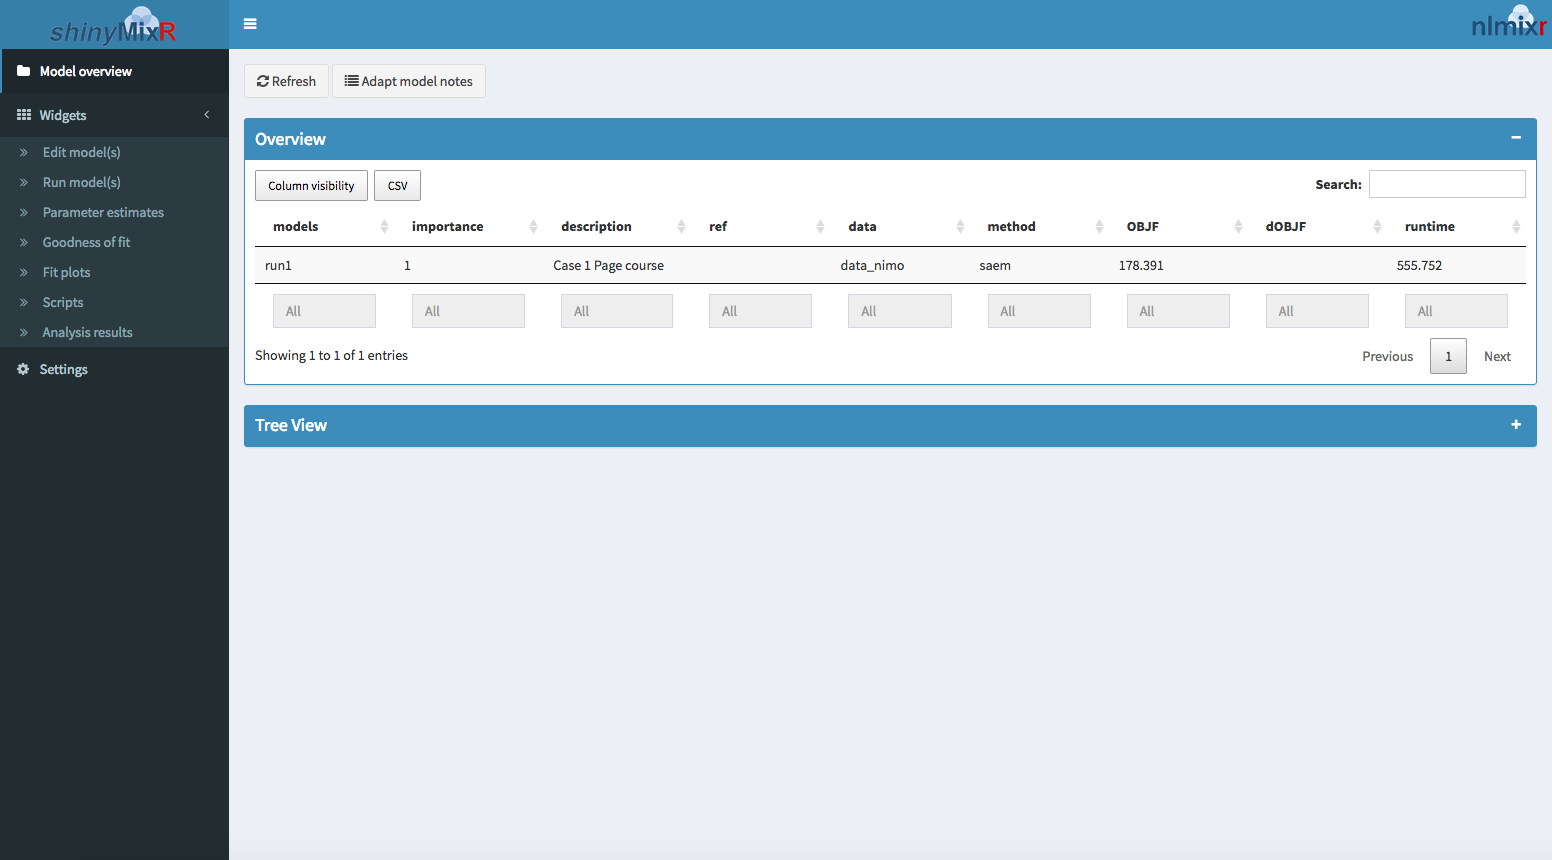 shinyMixR
nlmixr
Model overview
Widgets
Edit model(s)
Run model(s)
Parameter estimates
Goodness of fit
Fit plots
Scripts
Analysis results
Settings
Refresh Adapt model notes
Overview
Column visibility CSV Search:
models importance description ref data method OBJF dOBJF runtime
run1 1 Case 1 Page course data_nimo saem 178.391 555.752
All All All All All All All All All
Showing 1 to 1 of 1 entries Previous 1 Next
Tree View